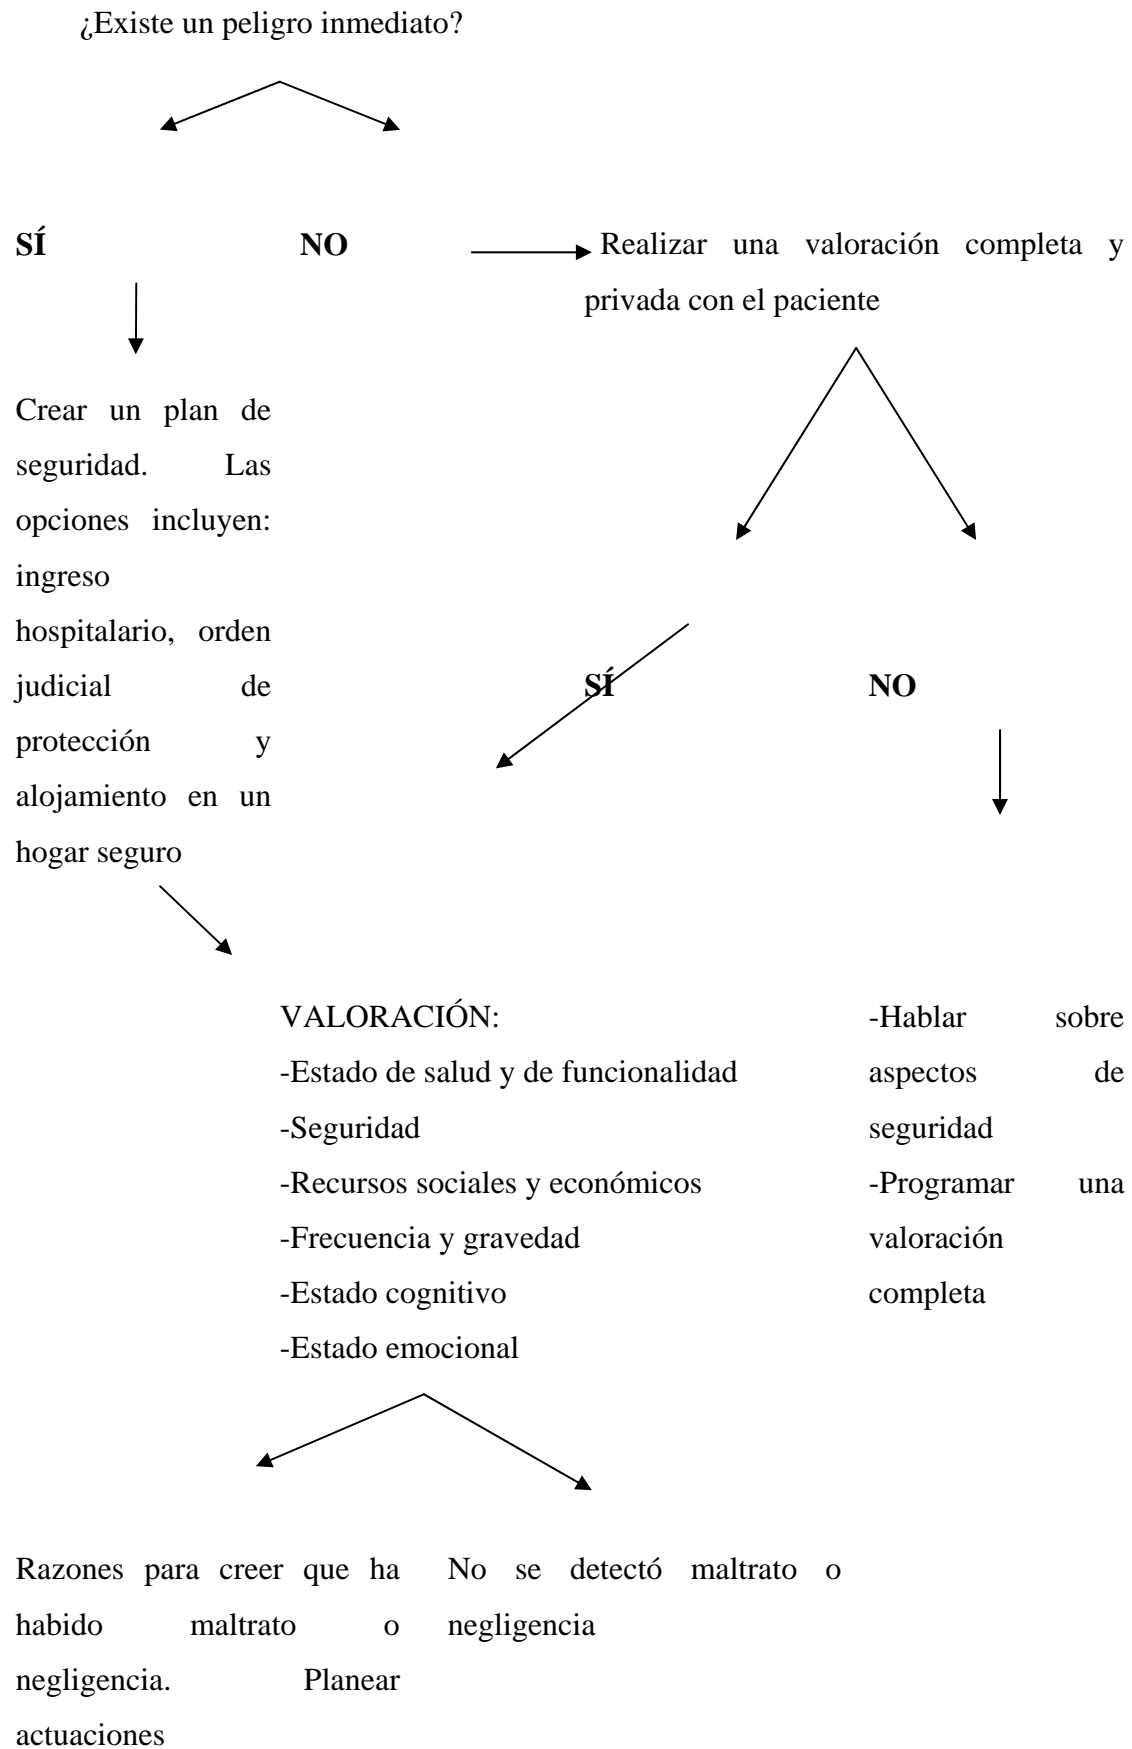 ¿Existe un peligro inmediato?
SÍ
NO
Realizar una valoración completa y
privada con el paciente
Crear un plan de
seguridad. Las
opciones incluyen:
ingreso
hospitalario, orden
judicial de
protección y
alojamiento en un
hogar seguro
SÍ
NO
VALORACIÓN:
-Estado de salud y de funcionalidad
-Seguridad
-Recursos sociales y económicos
-Frecuencia y gravedad
-Estado cognitivo
-Estado emocional
-Hablar sobre
aspectos de
seguridad
-Programar una
valoración
completa
Razones para creer que ha
habido maltrato o
negligencia. Planear
actuaciones
No se detectó maltrato o
negligencia